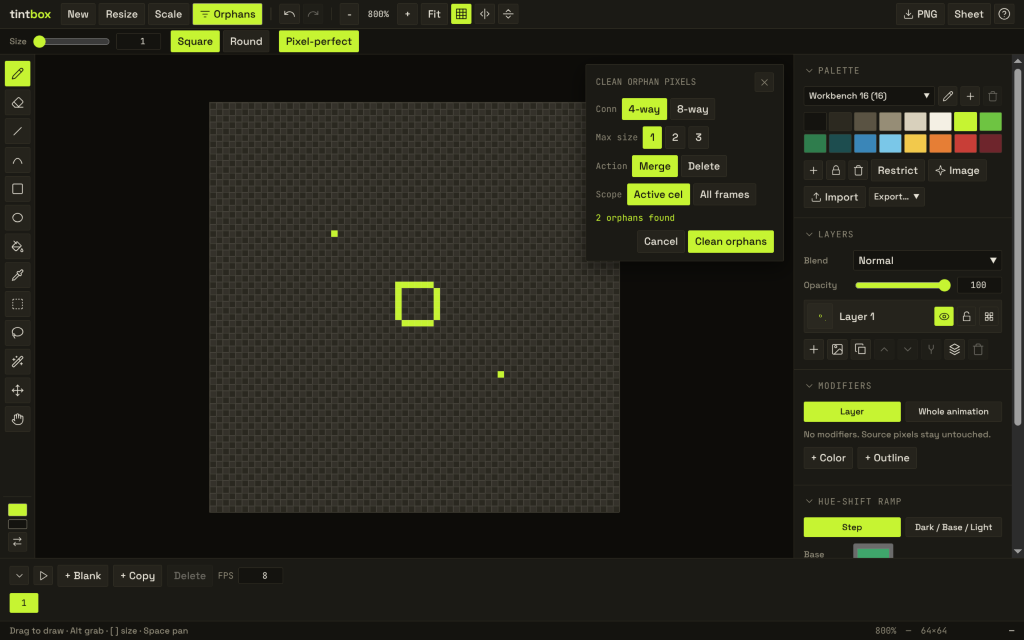 tintbox New Resize Scale Orphans - 800% + Fit PNG Sheet
Size 1 Square Round Pixel-perfect
CLEAN ORPHAN PIXELS
Conn 4-way 8-way
Max size 1 2 3
Action Merge Delete
Scope Active cel All frames
2 orphans found
Cancel Clean orphans
PALETTE
Workbench 16 (16)
+ Restrict Image
Import Export...
LAYERS
Blend Normal
Opacity 100
Layer 1
MODIFIERS
Layer Whole animation
No modifiers. Source pixels stay untouched.
+ Color + Outline
HUE-SHIFT RAMP
Step Dark / Base / Light
Base
+ Blank + Copy Delete FPS 8
1
Drag to draw · Alt grab · [ ] size · Space pan 800% — 64×64 —